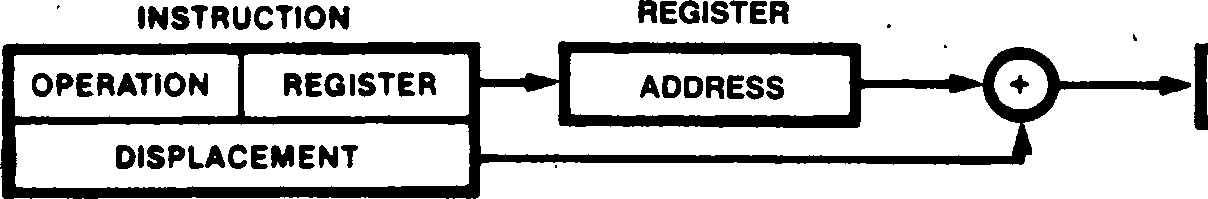 INSTRUCTION
REGISTER
OPERATION REGISTER
ADDRESS
+
DISPLACEMENT